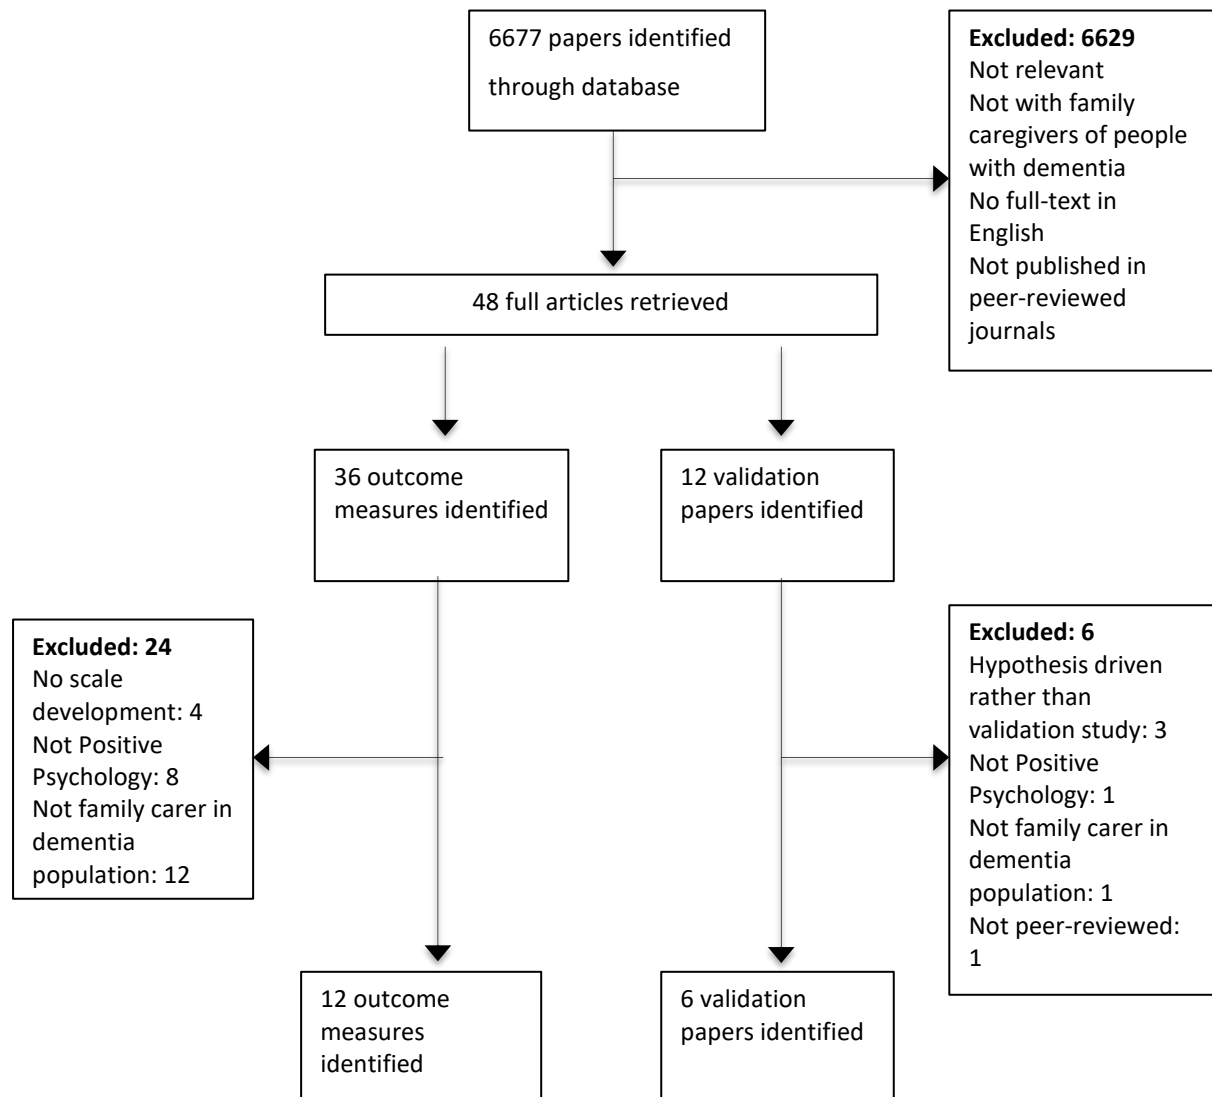 6677 papers identified
through database
Excluded: 6629
Not relevant
Not with family
caregivers of people
with dementia
No full-text in
English
Not published in
peer-reviewed
journals
48 full articles retrieved
36 outcome
measures identified
12 validation
papers identified
Excluded: 24
No scale
development: 4
Not Positive
Psychology: 8
Not family carer in
dementia
population: 12
Excluded: 6
Hypothesis driven
rather than
validation study: 3
Not Positive
Psychology: 1
Not family carer in
dementia
population: 1
Not peer-reviewed:
1
12 outcome
measures
identified
6 validation
papers identified